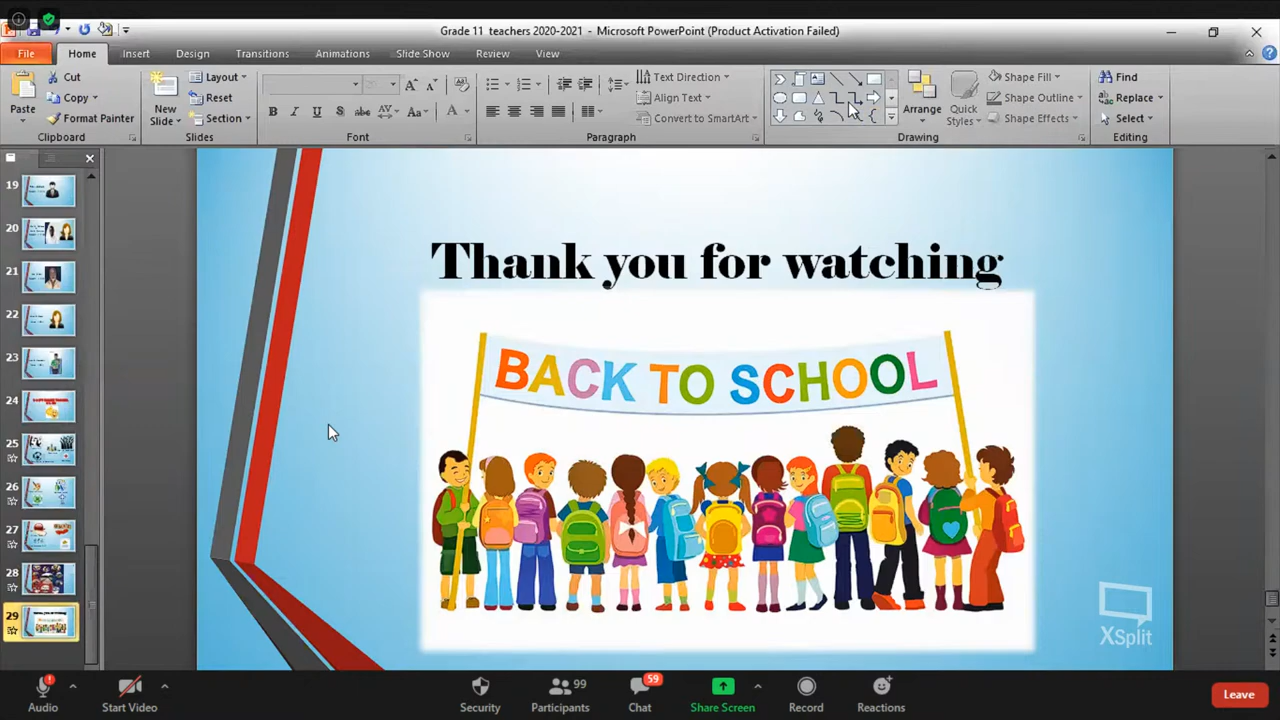 Grade 11 teachers 2020-2021 - Microsoft PowerPoint (Product Activation Failed)
File Home Insert Design Transitions Animations Slide Show Review View
Paste
Cut
Copy
Format Painter
Clipboard
New
Slide
Layout
Reset
Section
Slides
B I U S abc AV Aa A
Font
Text Direction
Align Text
Convert to SmartArt
Paragraph
Arrange
Quick
Styles
Shape Fill
Shape Outline
Shape Effects
Drawing
Find
Replace
Select
Editing
19
20
21
22
23
24
25
26
27
28
29
Thank you for watching
BACK TO SCHOOL
XSplit
Audio
Start Video
Security
Participants 99
Chat 59
Share Screen
Record
Reactions
Leave